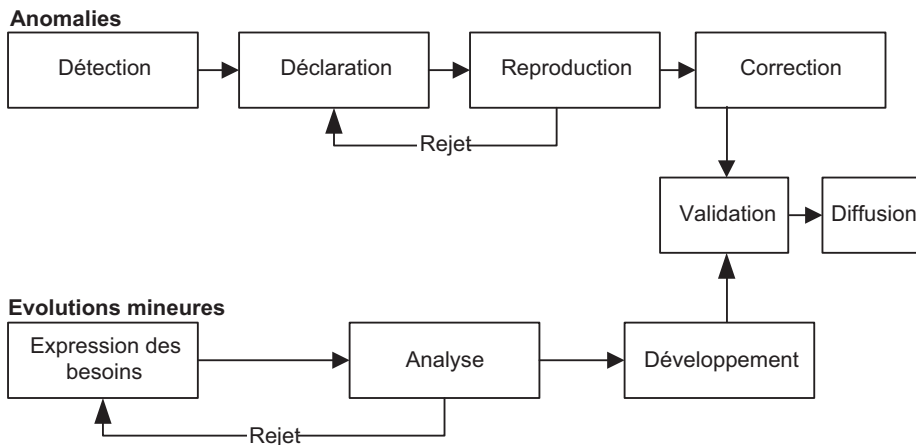 Anomalies
Détection
Déclaration
Reproduction
Correction
Rejet
Validation
Diffusion
Evolutions mineures
Expression des
besoins
Analyse
Développement
Rejet